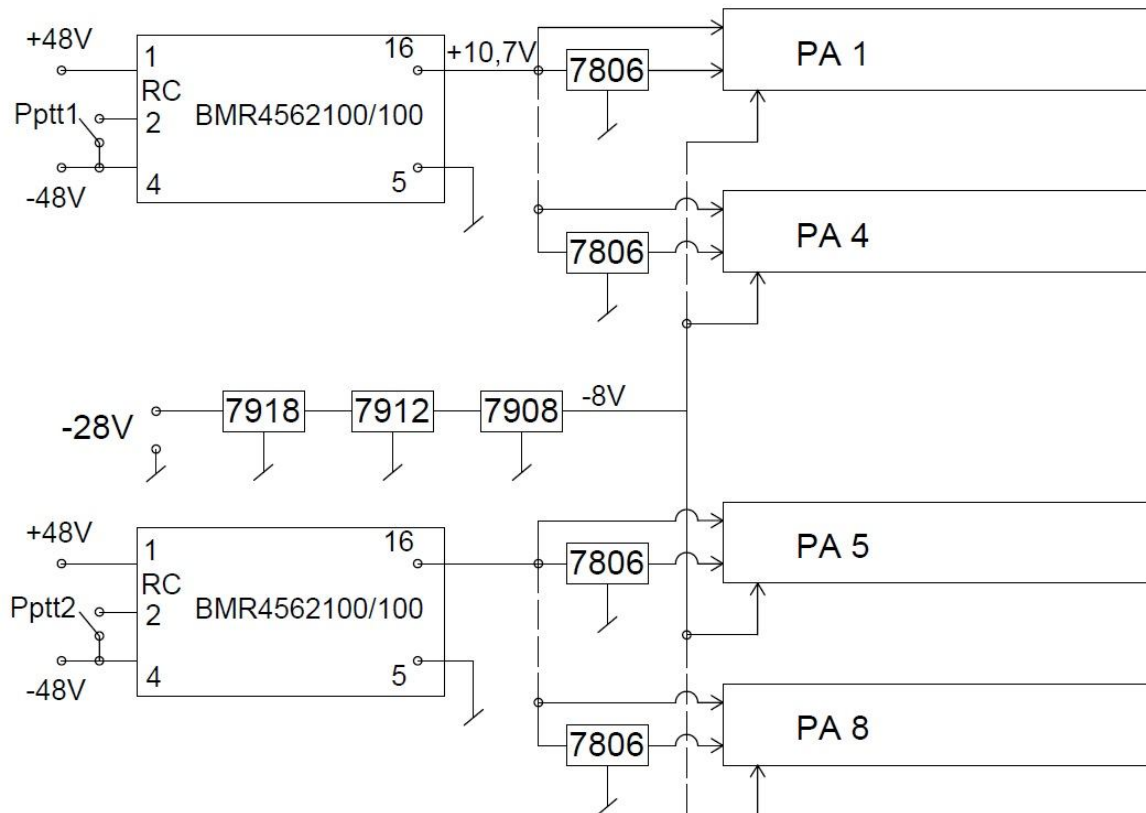 +48V
1
16
+10,7V
7806
PA 1
RC
Pptt1
2
BMR4562100/100
-48V
4
5
7806
PA 4
-28V
7918
7912
7908
-8V
+48V
1
16
7806
PA 5
RC
Pptt2
2
BMR4562100/100
-48V
4
5
7806
PA 8